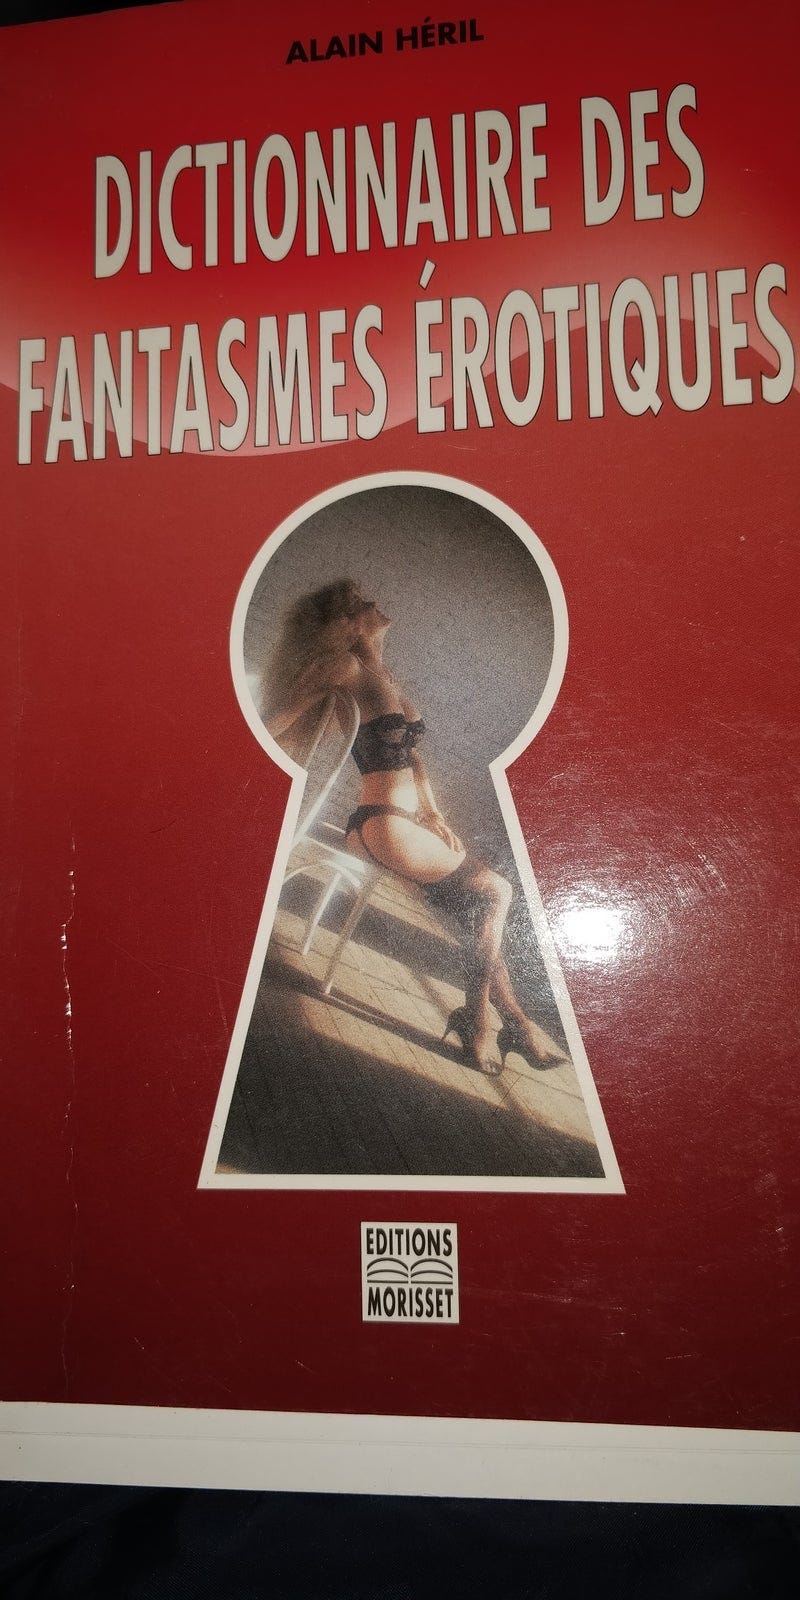 ALAIN HÉRIL
DICTIONNAIRE DES
FANTASMES ÉROTIQUES
EDITIONS
MORISSET